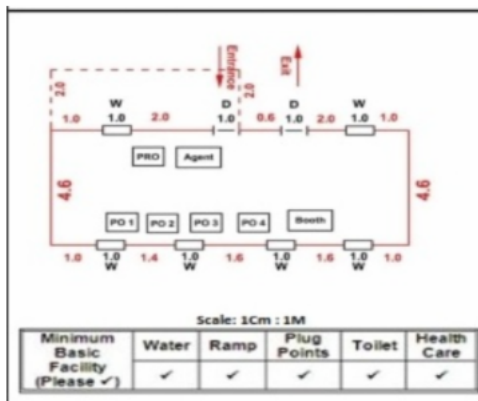 Entrance
Exit
2.0
2.0
W D D W
1.0 1.0 2.0 1.0 0.6 1.0 2.0 1.0 1.0
PRO Agent
4.6 4.6
PO 1 PO 2 PO 3 PO 4 Booth
1.0 1.0 1.4 1.0 1.6 1.0 1.6 1.0 1.0
W W W W
Scale: 1Cm : 1M
Minimum Basic Facility (Please ✓) Water Ramp Plug Points Toilet Health Care
✓ ✓ ✓ ✓ ✓